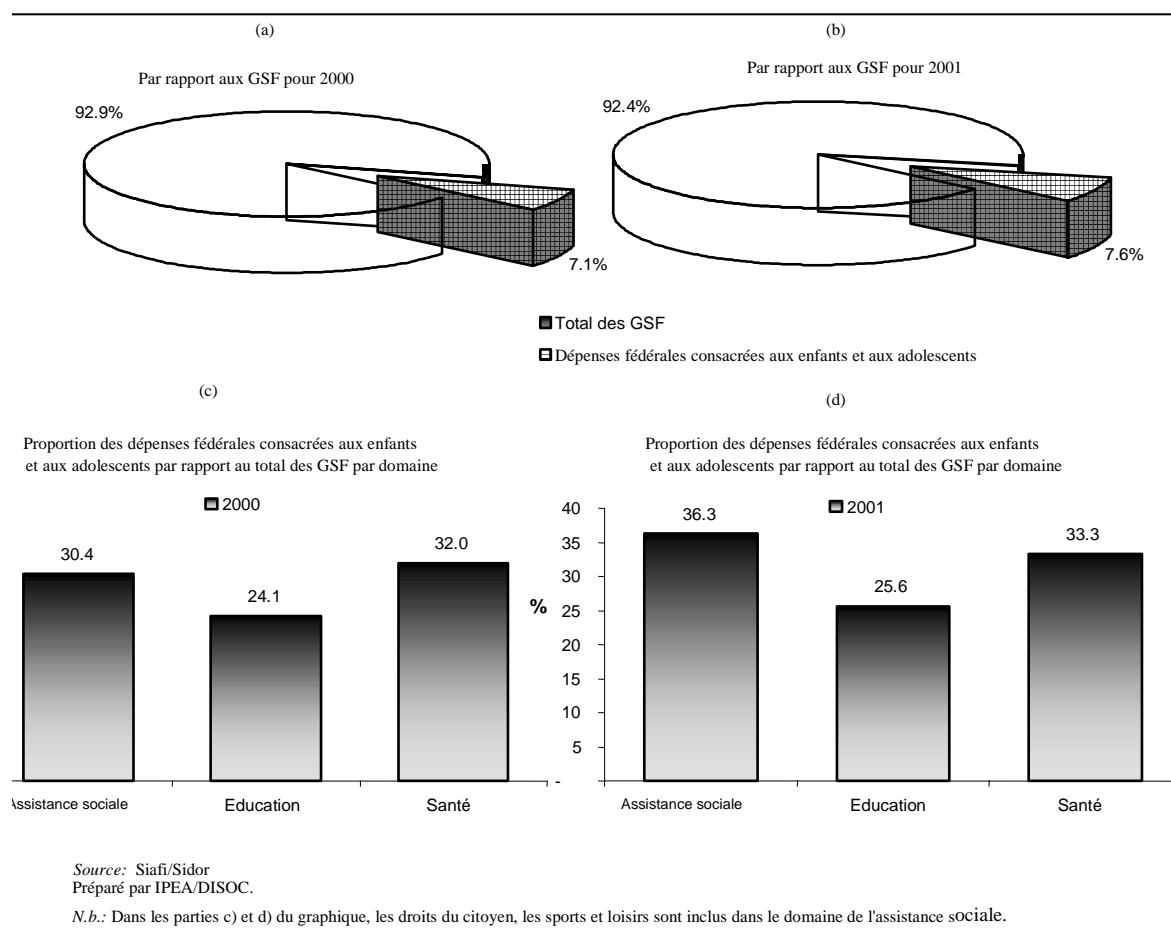 (a)
Par rapport aux GSF pour 2000
92.9%
7.1%
(b)
Par rapport aux GSF pour 2001
92.4%
7.6%
Total des GSF
Dépenses fédérales consacrées aux enfants et aux adolescents
(c)
Proportion des dépenses fédérales consacrées aux enfants
et aux adolescents par rapport au total des GSF par domaine
2000
30.4
24.1
32.0
Assistance sociale
Education
Santé
(d)
Proportion des dépenses fédérales consacrées aux enfants
et aux adolescents par rapport au total des GSF par domaine
2001
%
40
35
30
25
20
15
10
5
-
36.3
25.6
33.3
Assistance sociale
Education
Santé
Source: Siafi/Sidor
Préparé par IPEA/DISOC.
N.b.: Dans les parties c) et d) du graphique, les droits du citoyen, les sports et loisirs sont inclus dans le domaine de l'assistance sociale.